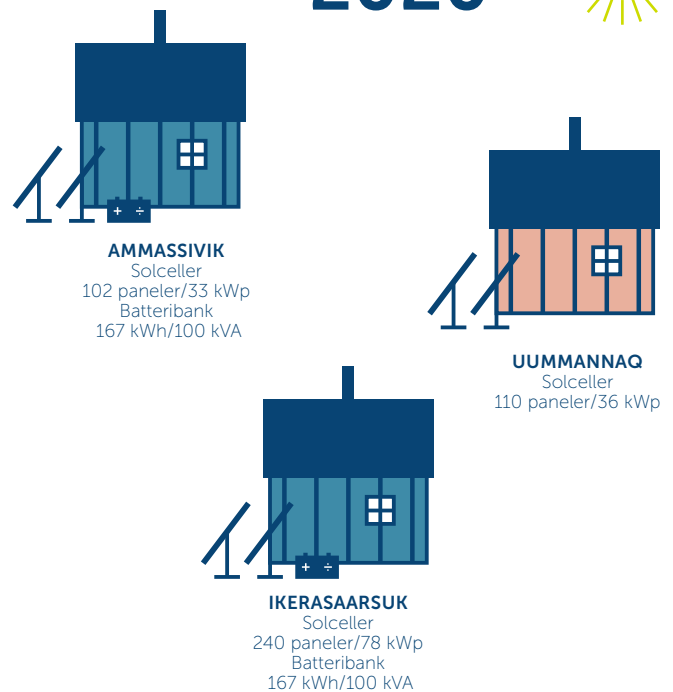 AMMASSIVIK
Solceller
102 paneler/33 kWp
Batteribank
167 kWh/100 kVA
UUMMANNAQ
Solceller
110 paneler/36 kWp
+ ÷
+ ÷
IKERASAARSUK
Solceller
240 paneler/78 kWp
Batteribank
167 kWh/100 kVA